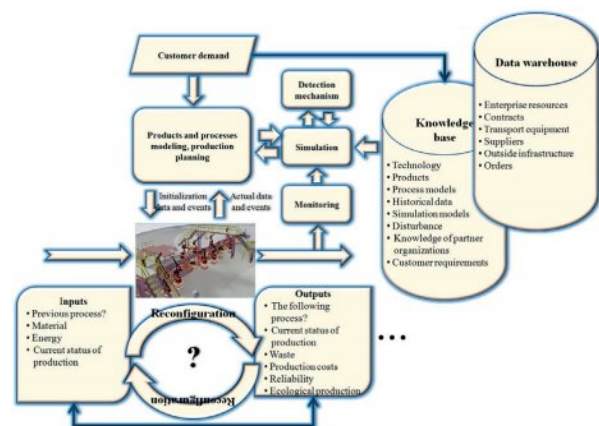 Customer demand
Data warehouse
• Enterprise resources
• Contracts
• Transport equipment
• Suppliers
• Outside infrastructure
• Orders
Detection
mechanism
Products and processes
modeling, production
planning
Simulation
Knowledge
base
• Technology
• Products
• Process models
• Historical data
• Simulation models
• Disturbance
• Knowledge of partner
organizations
• Customer requirements
Initialization
data and events
Actual data
and events
Monitoring
Inputs
• Previous process?
• Material
• Energy
• Current status of
production
Reconfiguration
?
Reconfiguration
Outputs
• The following
process?
• Current status of
production
• Waste
• Production costs
• Reliability
• Ecological production
...